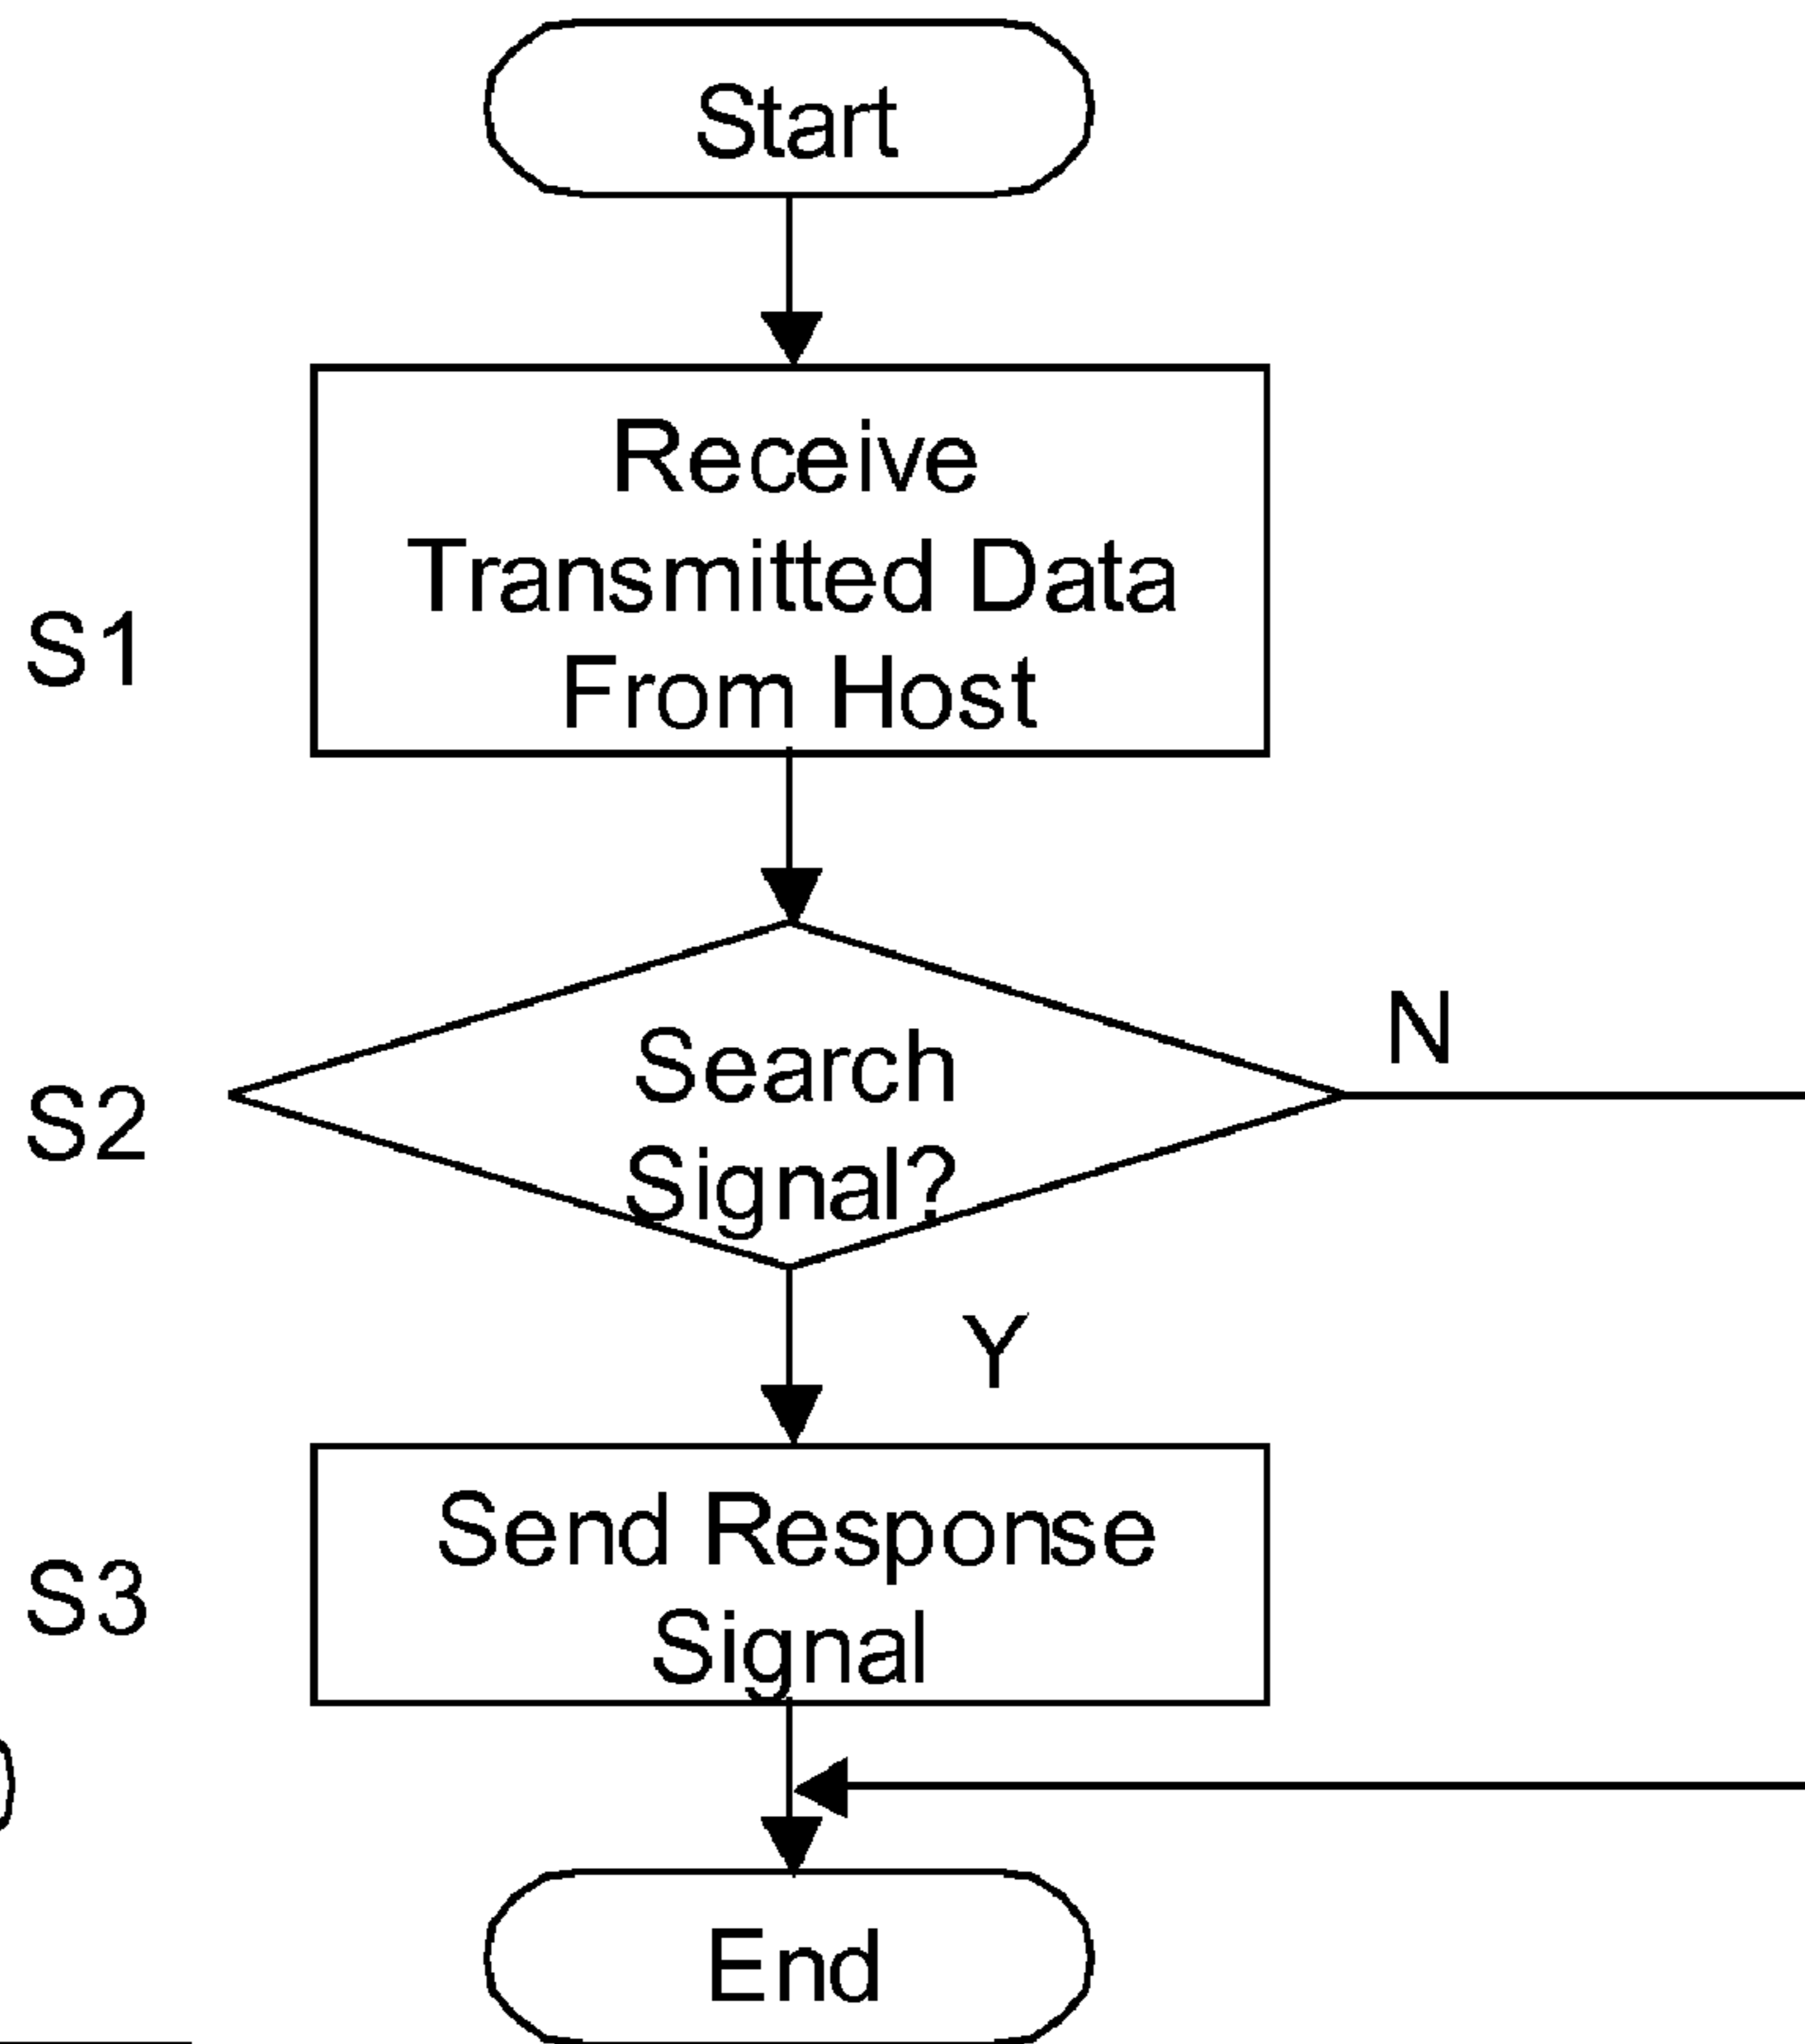 Start
S1
Receive
Transmitted Data
From Host
S2
Search
Signal?
N
Y
S3
Send Response
Signal
End